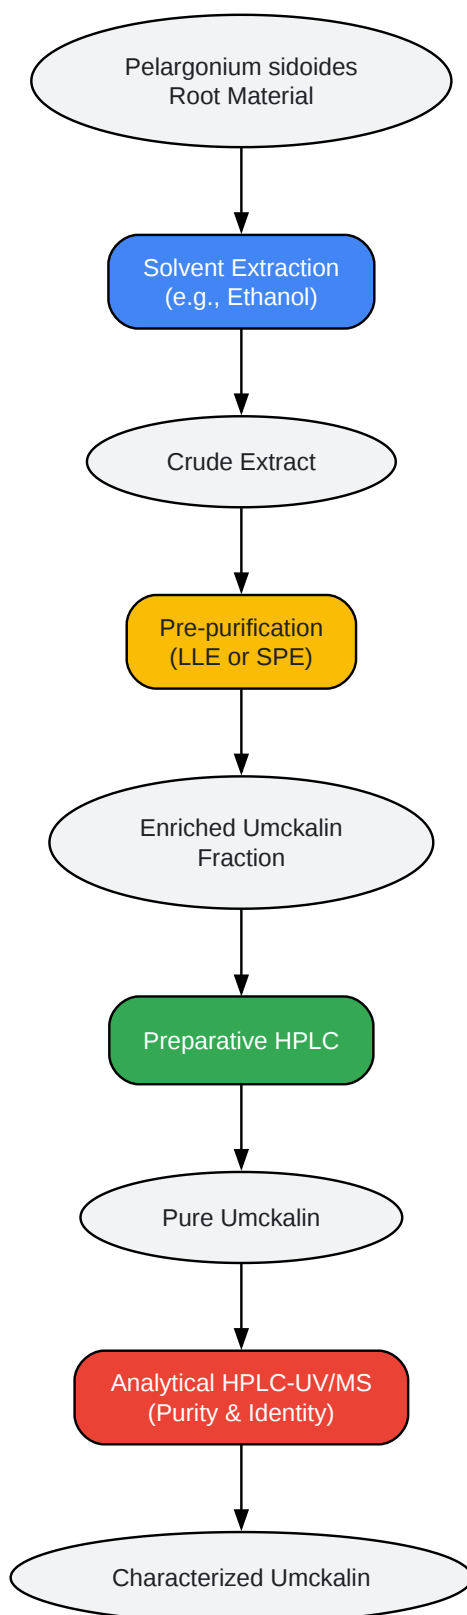 Pelargonium sidoides
Root Material
Solvent Extraction
(e.g., Ethanol)
Crude Extract
Pre-purification
(LLE or SPE)
Enriched Umckalin
Fraction
Preparative HPLC
Pure Umckalin
Analytical HPLC-UV/MS
(Purity & Identity)
Characterized Umckalin